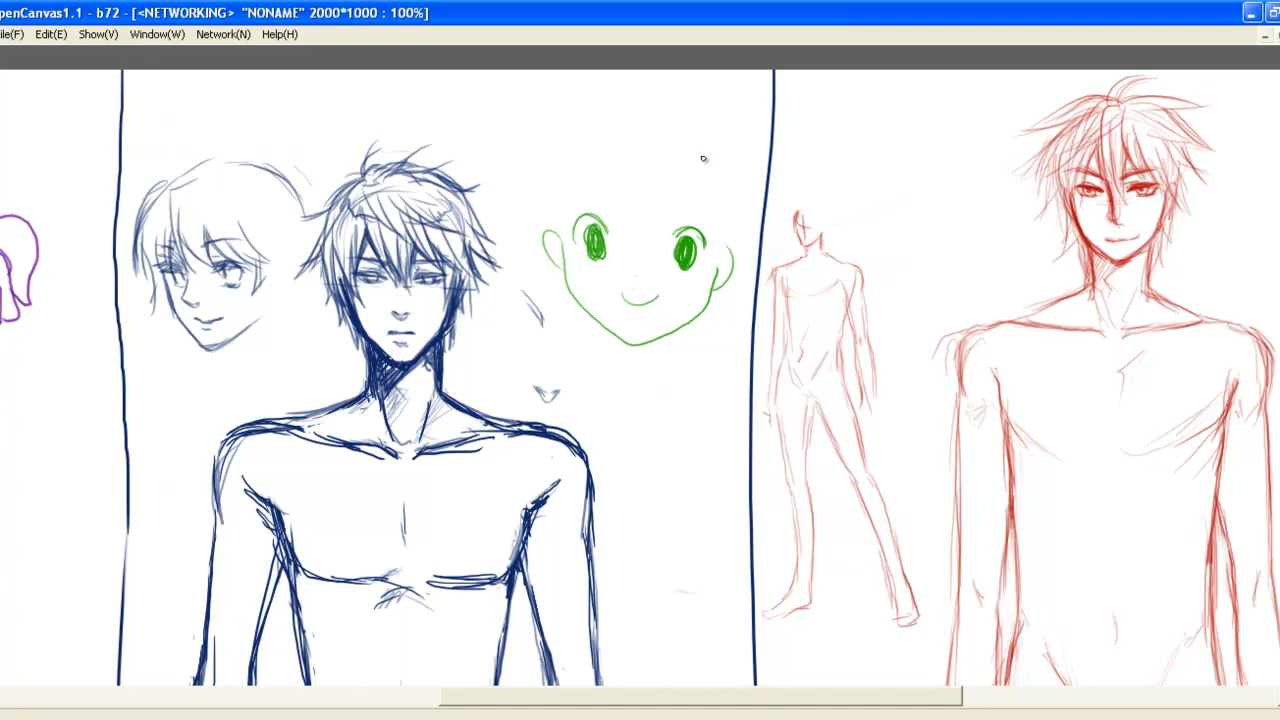 penCanvas1.1 - b72 - [<NETWORKING> "NONAME" 2000*1000 : 100%]
ile(F) Edit(E) Show(V) Window(W) Network(N) Help(H)